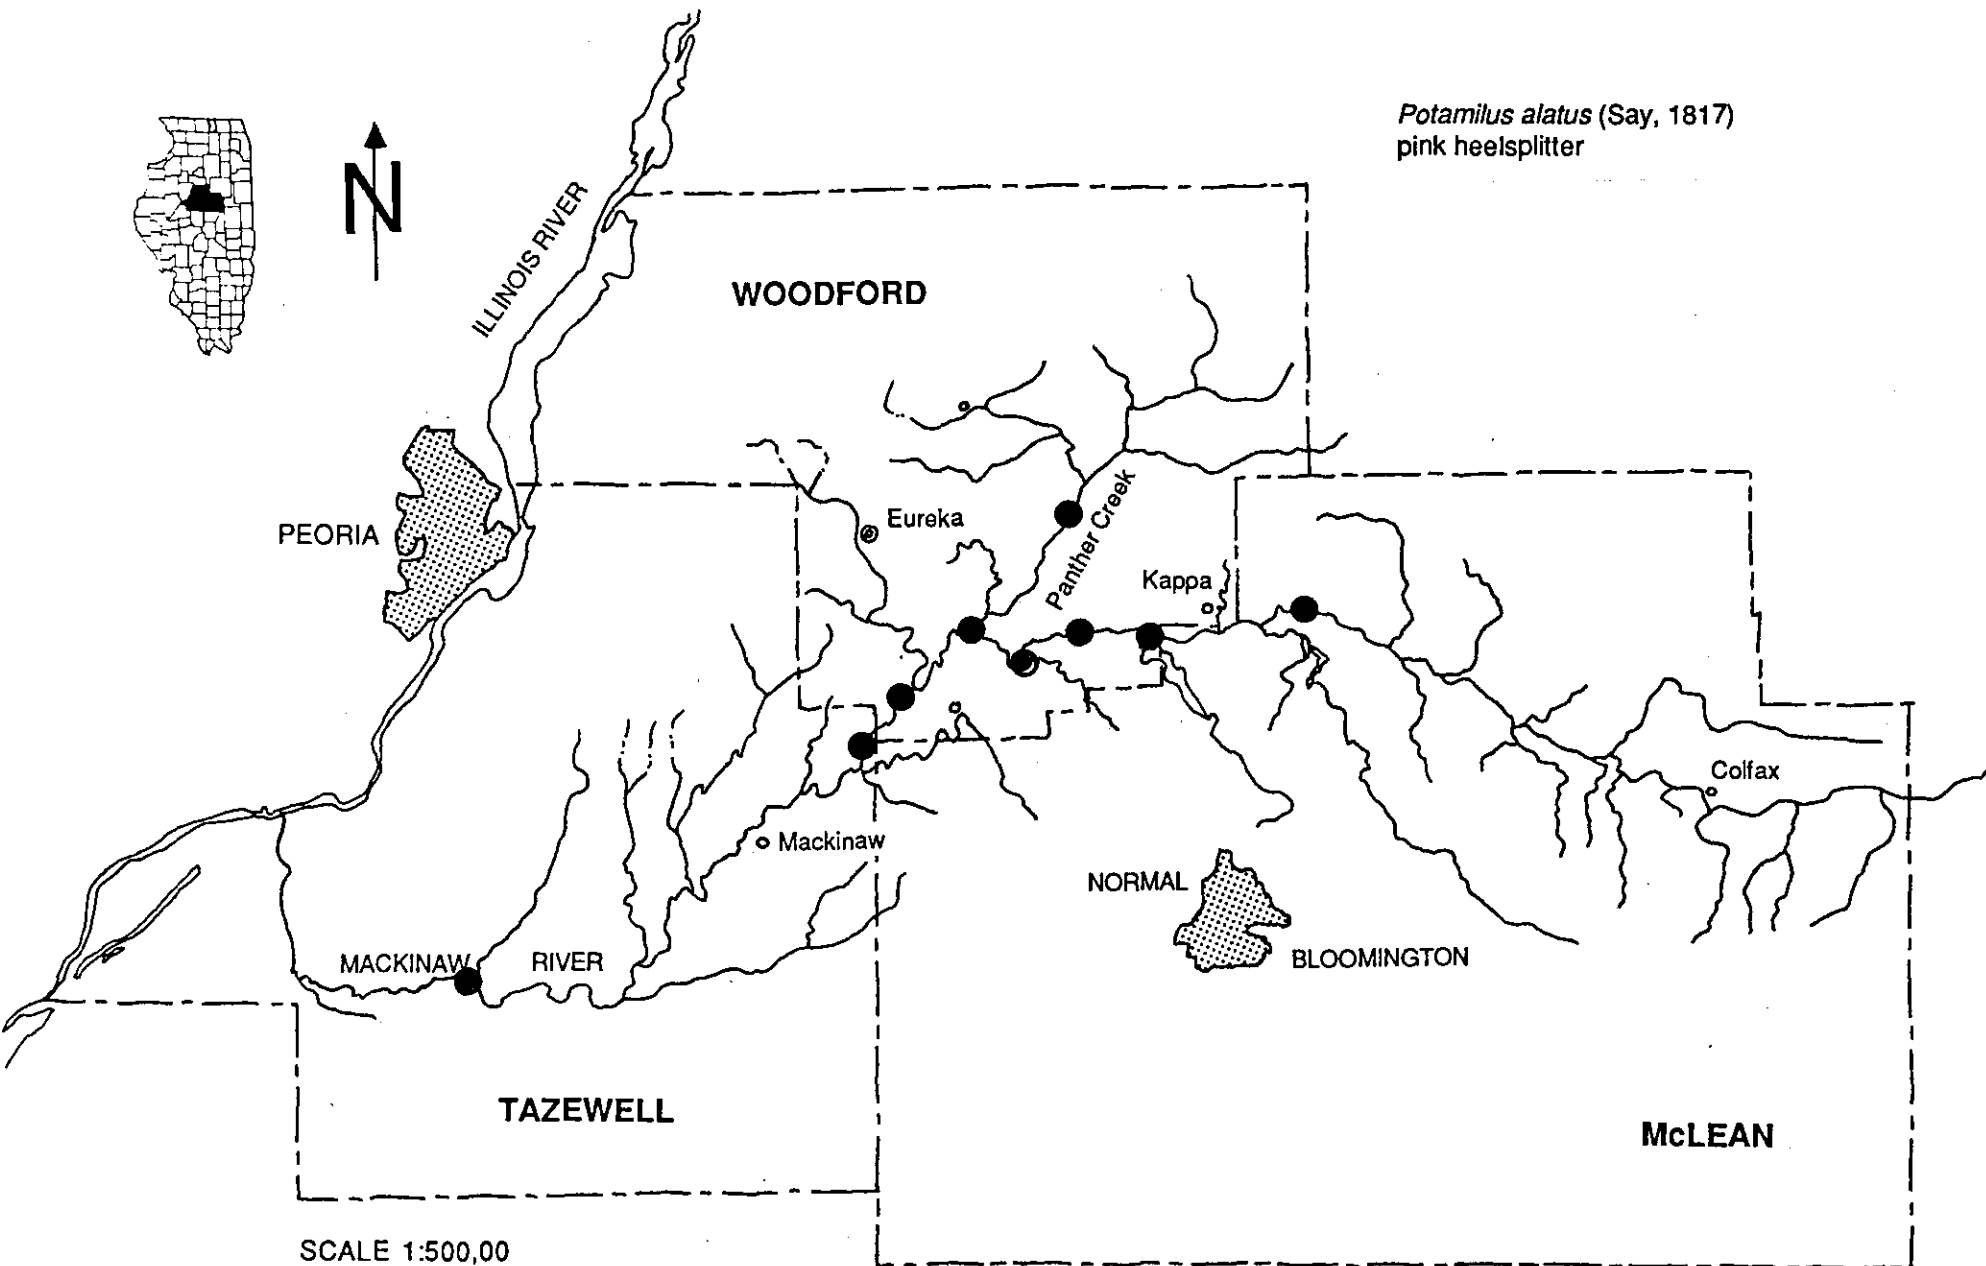 Potamilus alatus (Say, 1817)
pink heelsplitter
N
ILLINOIS RIVER
WOODFORD
PEORIA
Eureka
Panther Creek
Kappa
Colfax
Mackinaw
NORMAL
BLOOMINGTON
MACKINAW RIVER
TAZEWELL
McLEAN
SCALE 1:500,00